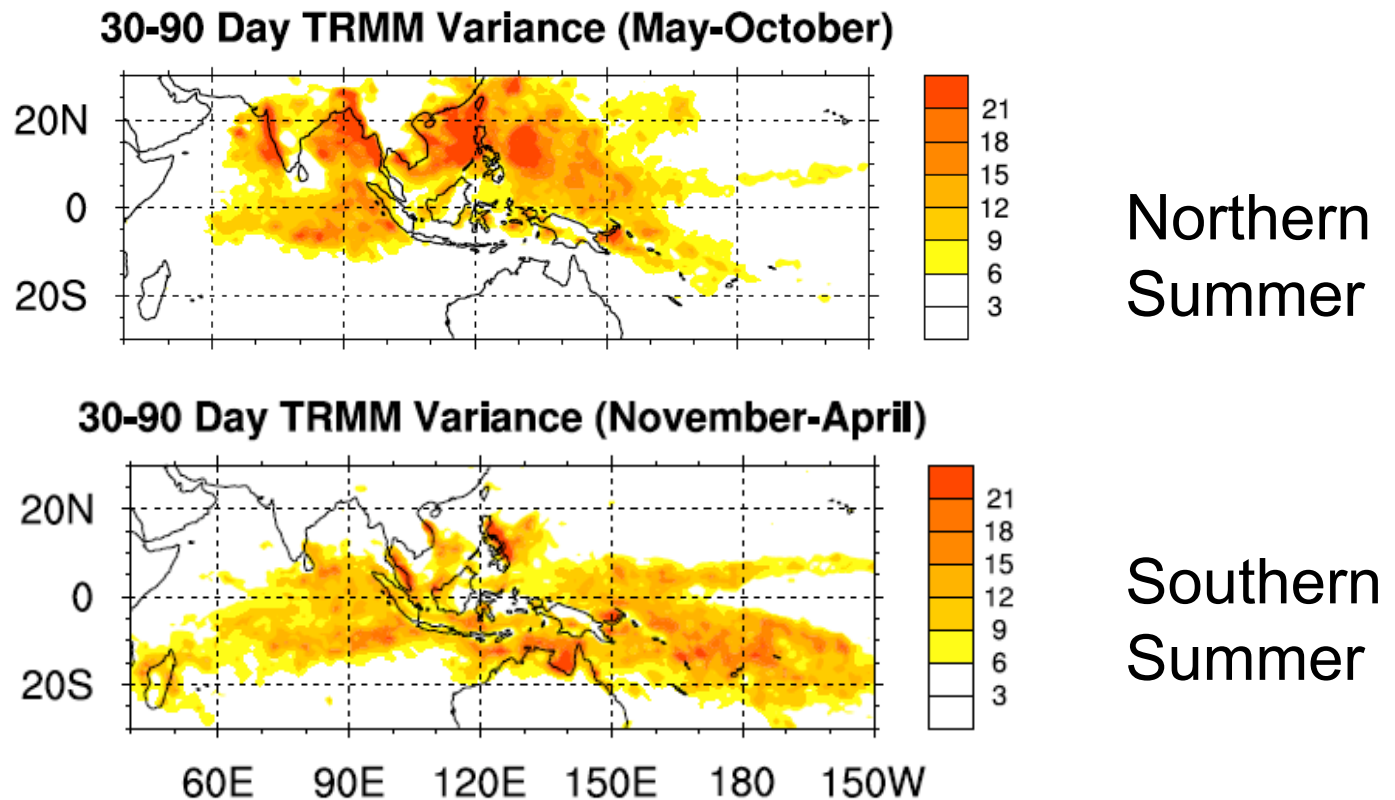 30-90 Day TRMM Variance (May-October)
20N
0
20S
21
18
15
12
9
6
3
Northern
Summer
30-90 Day TRMM Variance (November-April)
20N
0
20S
60E 90E 120E 150E 180 150W
21
18
15
12
9
6
3
Southern
Summer